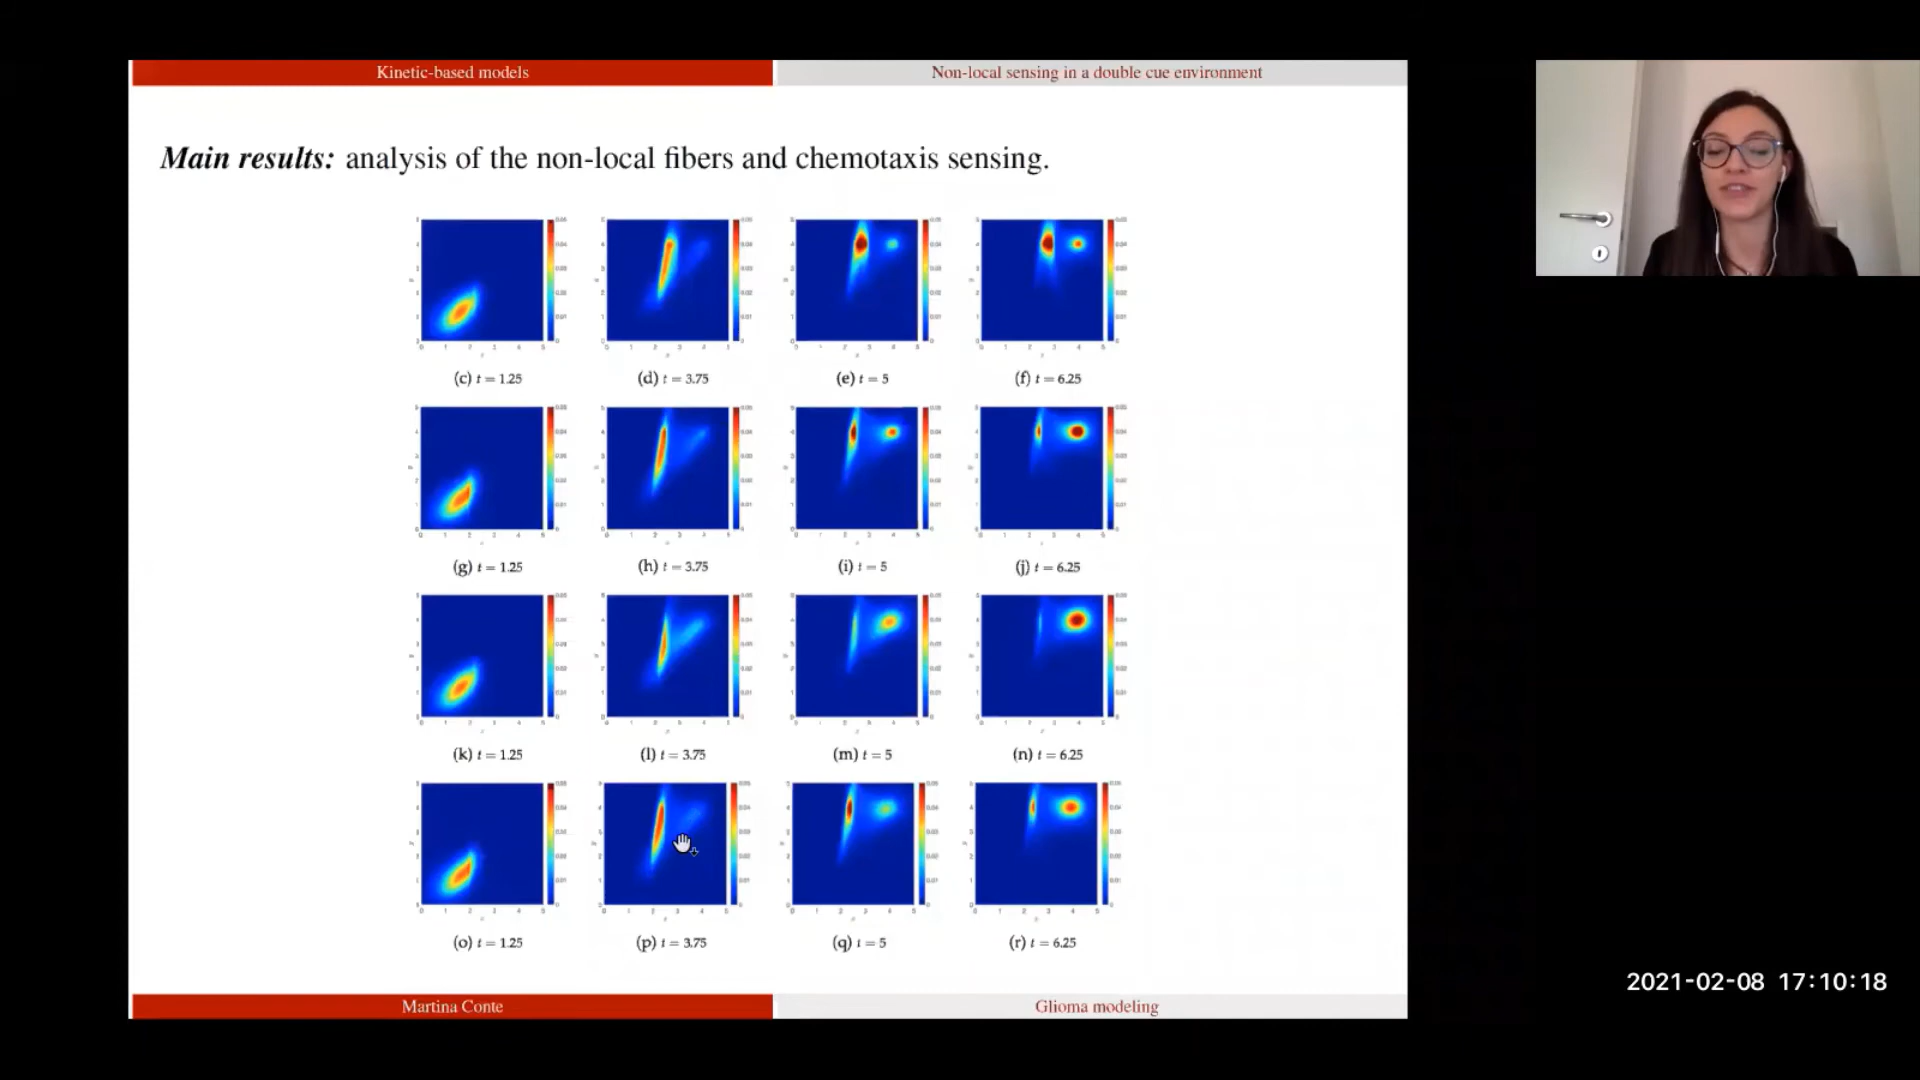 Kinetic-based models
Non-local sensing in a double cue environment
Main results: analysis of the non-local fibers and chemotaxis sensing.
(c) t = 1.25
(d) t = 3.75
(e) t = 5
(f) t = 6.25
(g) t = 1.25
(h) t = 3.75
(i) t = 5
(j) t = 6.25
(k) t = 1.25
(l) t = 3.75
(m) t = 5
(n) t = 6.25
(o) t = 1.25
(p) t = 3.75
(q) t = 5
(r) t = 6.25
2021-02-08 17:10:18
Martina Conte
Glioma modeling